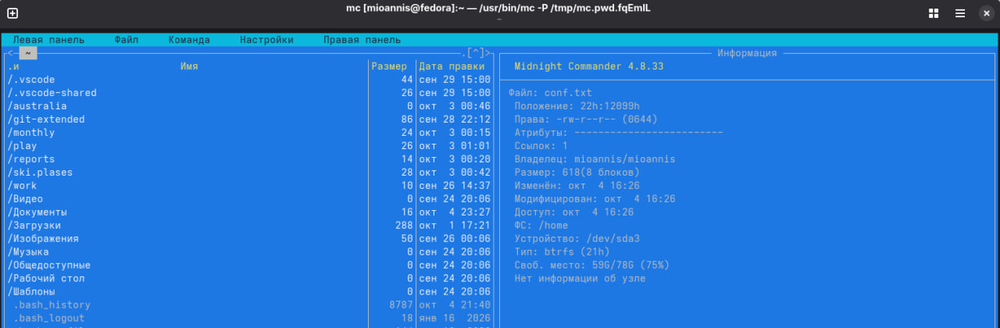 mc [mioannis@fedora]:~ — /usr/bin/mc -P /tmp/mc.pwd.fqEmIL
~
Левая панель Файл Команда Настройки Правая панель
<─ ~ ─.[^]>
.и Имя Размер Дата правки
/.vscode 44 сен 29 15:00
/.vscode-shared 26 сен 29 15:00
/australia 0 окт 3 00:46
/git-extended 86 сен 28 22:12
/monthly 24 окт 3 00:15
/play 26 окт 3 01:01
/reports 14 окт 3 00:20
/ski.plases 28 окт 3 00:42
/work 10 сен 26 14:37
/Видео 0 сен 24 20:06
/Документы 16 окт 4 23:27
/Загрузки 288 окт 1 17:21
/Изображения 50 сен 26 00:06
/Музыка 0 сен 24 20:06
/Общедоступные 0 сен 24 20:06
/Рабочий стол 0 сен 24 20:06
/Шаблоны 0 сен 24 20:06
.bash_history 8787 окт 4 21:40
.bash_logout 18 янв 16 2026
Информация
Midnight Commander 4.8.33
Файл: conf.txt
Положение: 22h:12099h
Права: -rw-r--r-- (0644)
Атрибуты: -------------------------
Ссылок: 1
Владелец: mioannis/mioannis
Размер: 618(8 блоков)
Изменён: окт 4 16:26
Модифицирован: окт 4 16:26
Доступ: окт 4 16:26
ФС: /home
Устройство: /dev/sda3
Тип: btrfs (21h)
Своб. место: 59G/78G (75%)
Нет информации об узле